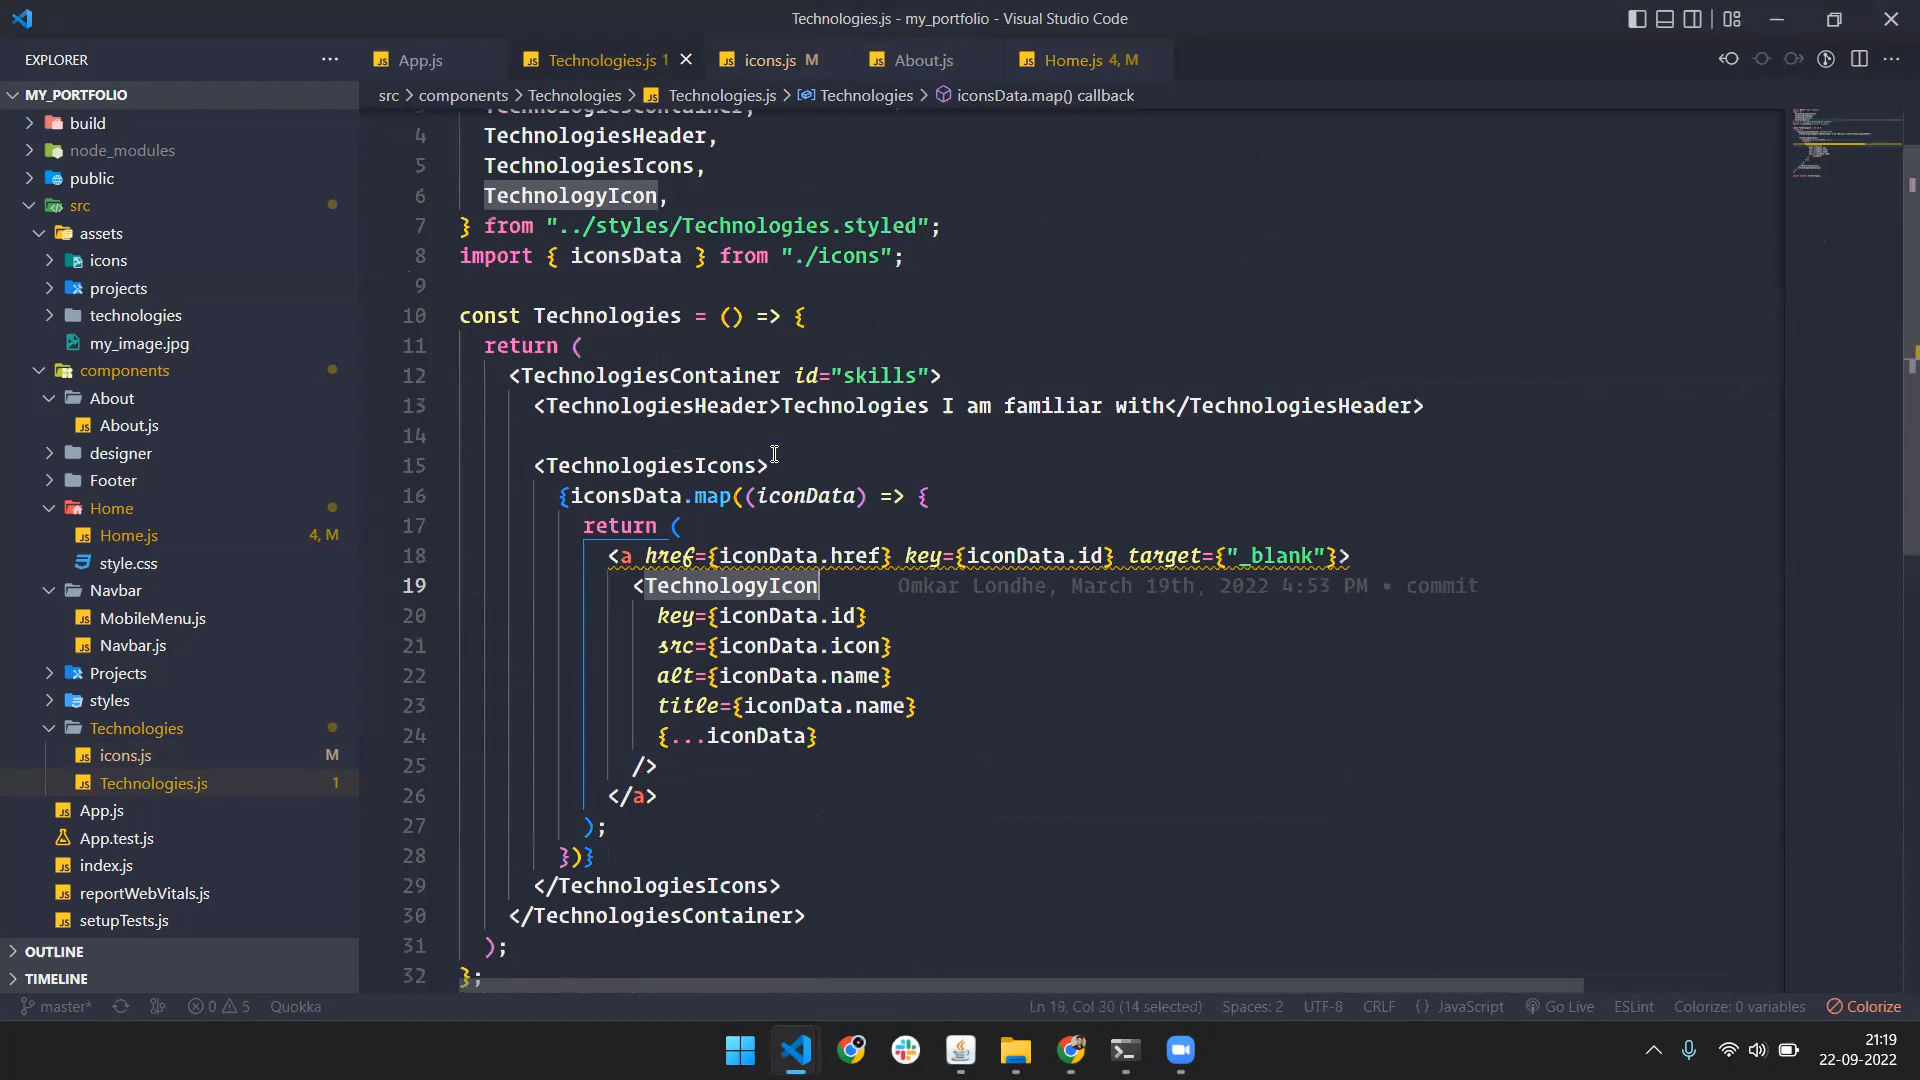 Technologies.js - my_portfolio - Visual Studio Code
EXPLORER
App.js
Technologies.js 1
icons.js M
About.js
Home.js 4, M
src > components > Technologies > Technologies.js > Technologies > iconsData.map() callback
MY_PORTFOLIO
build
node_modules
public
src
assets
icons
projects
technologies
my_image.jpg
components
About
About.js
designer
Footer
Home
Home.js 4, M
style.css
Navbar
MobileMenu.js
Navbar.js
Projects
styles
Technologies
icons.js M
Technologies.js 1
App.js
App.test.js
index.js
reportWebVitals.js
setupTests.js
OUTLINE
TIMELINE
3 TechnologiesContainer,
4 TechnologiesHeader,
5 TechnologiesIcons,
6 TechnologyIcon,
7 } from "../styles/Technologies.styled";
8 import { iconsData } from "./icons";
9
10 const Technologies = () => {
11 return (
12 <TechnologiesContainer id="skills">
13 <TechnologiesHeader>Technologies I am familiar with</TechnologiesHeader>
14
15 <TechnologiesIcons>
16 {iconsData.map((iconData) => {
17 return (
18 <a href={iconData.href} key={iconData.id} target={"_blank"}>
19 <TechnologyIcon Omkar Londhe, March 19th, 2022 4:53 PM • commit
20 key={iconData.id}
21 src={iconData.icon}
22 alt={iconData.name}
23 title={iconData.name}
24 {...iconData}
25 />
26 </a>
27 );
28 })}
29 </TechnologiesIcons>
30 </TechnologiesContainer>
31 );
32 };
master* 0 5 Quokka
Ln 18, Col 30 (14 selected) Spaces: 2 UTF-8 CRLF {} JavaScript Go Live ESLint Colorize: 0 variables Colorize
21:19
22-09-2022